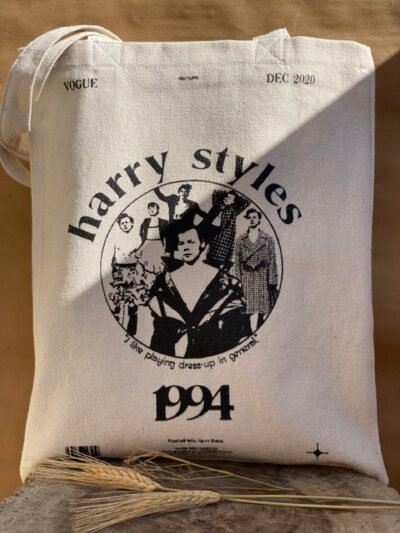 VOGUE
DEC 2020
harry styles
"I like playing dress-up in general."
1994